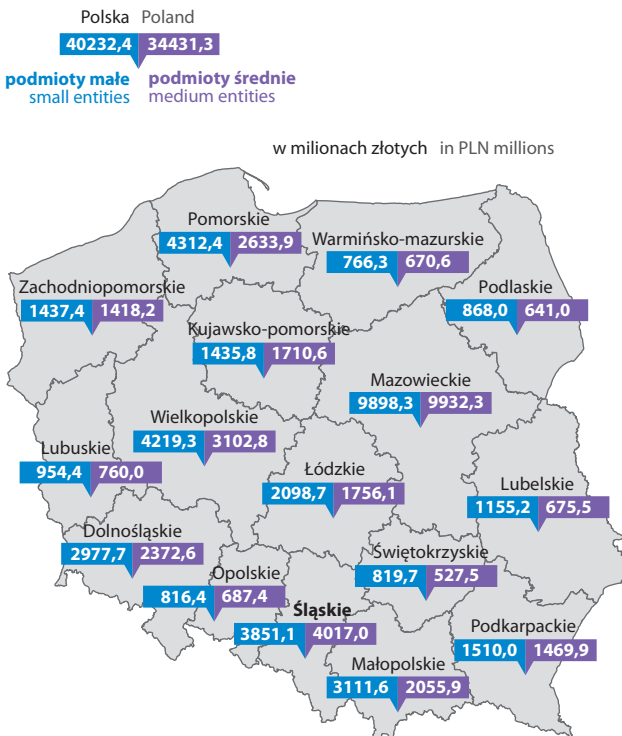 Polska Poland
40232,4 34431,3
podmioty małe podmioty średnie
small entities medium entities
w milionach złotych in PLN millions
Pomorskie
4312,4 2633,9
Warmińsko-mazurskie
766,3 670,6
Zachodniopomorskie
1437,4 1418,2
Podlaskie
868,0 641,0
Kujawsko-pomorskie
1435,8 1710,6
Mazowieckie
9898,3 9932,3
Wielkopolskie
4219,3 3102,8
Lubuskie
954,4 760,0
Łódzkie
2098,7 1756,1
Lubelskie
1155,2 675,5
Dolnośląskie
2977,7 2372,6
Świętokrzyskie
819,7 527,5
Opolskie
816,4 687,4
Śląskie
3851,1 4017,0
Podkarpackie
1510,0 1469,9
Małopolskie
3111,6 2055,9